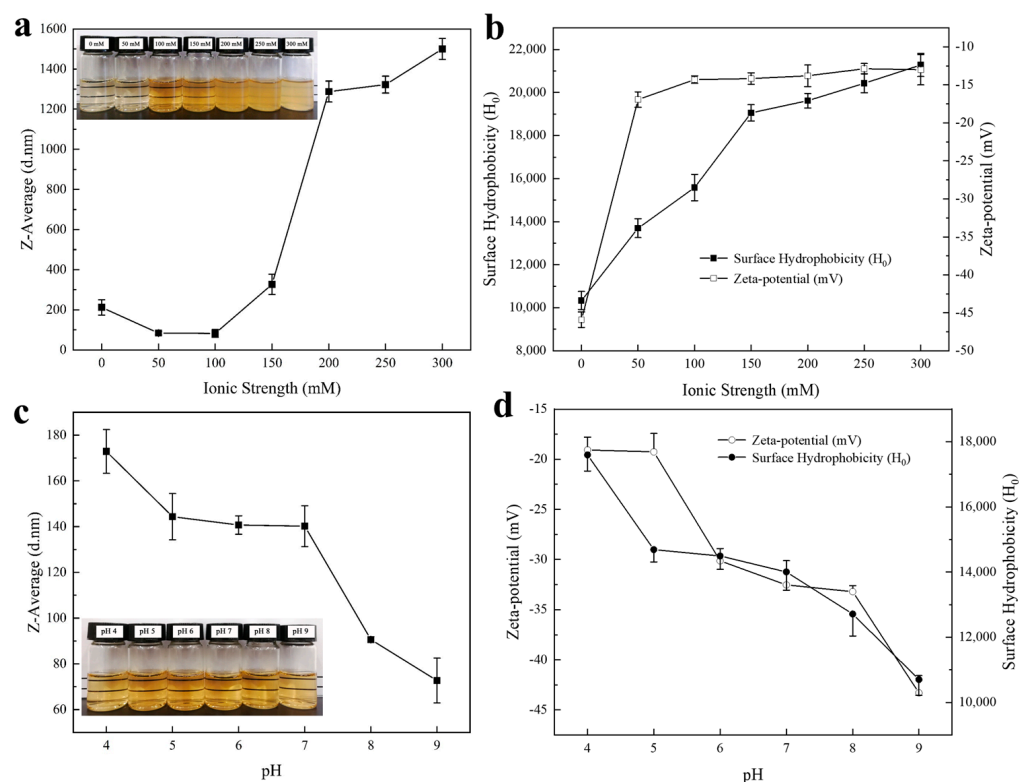 a
1600
1400
1200
1000
800
600
400
200
0
Z-Average (d.nm)
0 mM 50 mM 100 mM 150 mM 200 mM 250 mM 300 mM
0 50 100 150 200 250 300
Ionic Strength (mM)
b
22,000
20,000
18,000
16,000
14,000
12,000
10,000
8,000
Surface Hydrophobicity (H0)
Surface Hydrophobicity (H0)
Zeta-potential (mV)
-10
-15
-20
-25
-30
-35
-40
-45
-50
Zeta-potential (mV)
0 50 100 150 200 250 300
Ionic Strength (mM)
c
180
160
140
120
100
80
60
Z-Average (d.nm)
pH 4 pH 5 pH 6 pH 7 pH 8 pH 9
4 5 6 7 8 9
pH
d
-15
-20
-25
-30
-35
-40
-45
Zeta-potential (mV)
Zeta-potential (mV)
Surface Hydrophobicity (H0)
18,000
16,000
14,000
12,000
10,000
Surface Hydrophobicity (H0)
4 5 6 7 8 9
pH